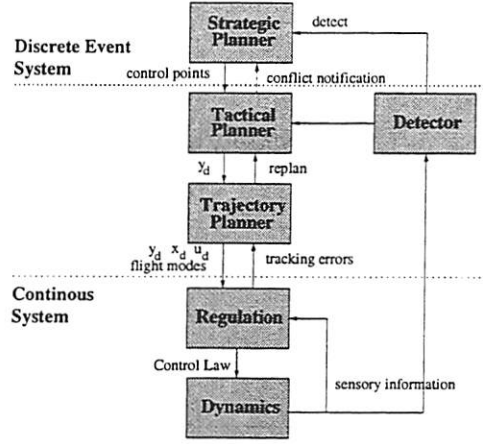 Strategic
Planner
detect
Discrete Event
System
control points
conflict notification
Tactical
Planner
Detector
y_d
replan
Trajectory
Planner
y_d x_d u_d
flight modes
tracking errors
Continous
System
Regulation
Control Law
sensory information
Dynamics